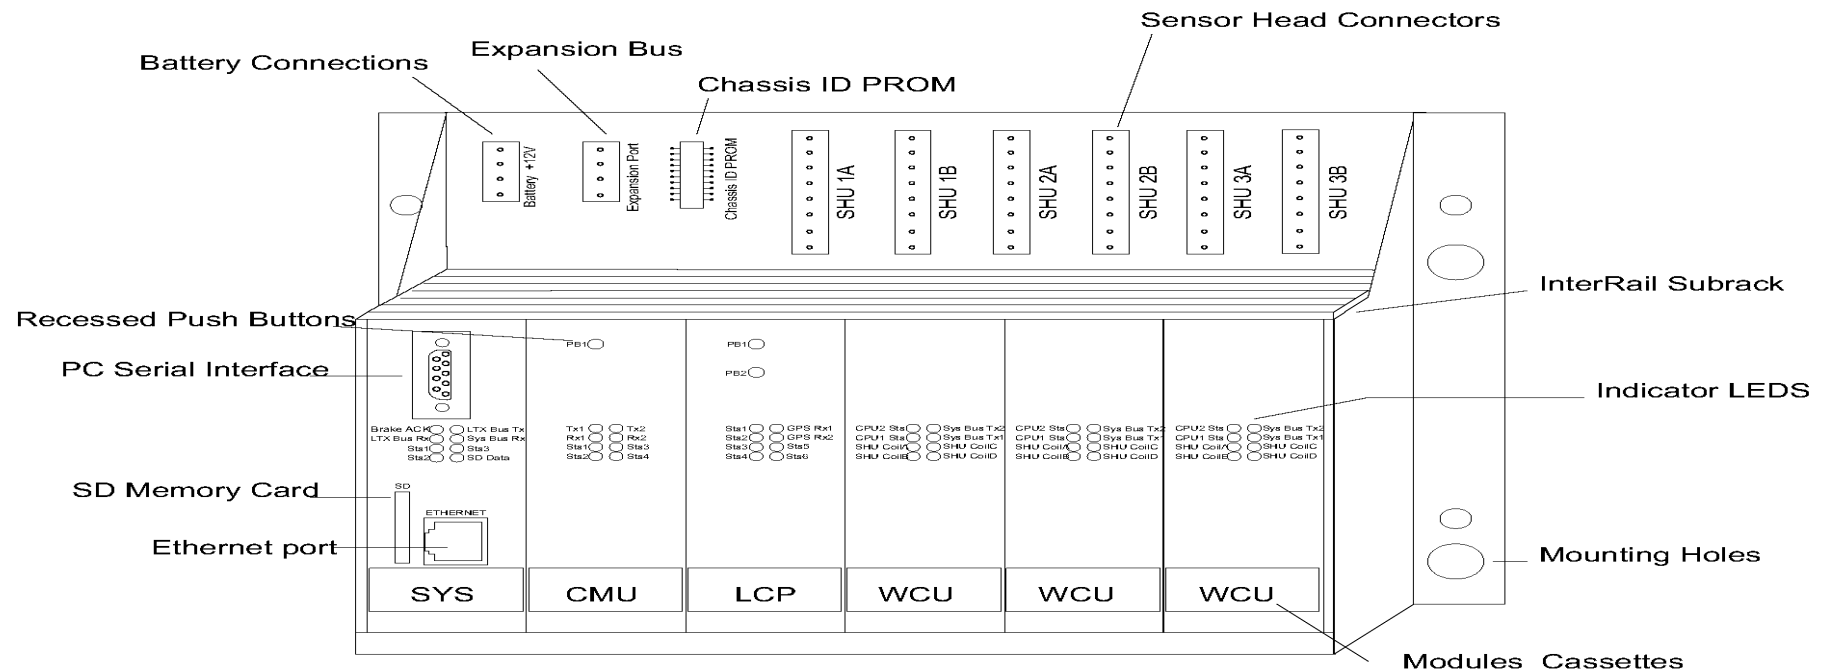 Sensor Head Connectors
Expansion Bus
Battery Connections
Chassis ID PROM
Battery +12V
Expansion Port
Chassis ID PROM
SHU 1A
SHU 1B
SHU 2A
SHU 2B
SHU 3A
SHU 3B
InterRail Subrack
Recessed Push Buttons
PC Serial Interface
Indicator LEDS
SD Memory Card
Ethernet port
Mounting Holes
Modules Cassettes
Brake ACK LTX Bus Tx
LTX Bus Rx Sys Bus Rx
Sts1 Sts3
Sts2 SD Data
SD
ETHERNET
SYS
PB1
Tx1 Tx2
Rx1 Rx2
Sts1 Sts3
Sts2 Sts4
CMU
PB1
PB2
Sts1 GPS Rx1
Sts2 GPS Rx2
Sts3 Sts5
Sts4 Sts6
LCP
CPU2 Sts Sys Bus Tx2
CPU1 Sts Sys Bus Tx1
SHU CoilA SHU CoilC
SHU CoilB SHU CoilD
WCU
CPU2 Sts Sys Bus Tx2
CPU1 Sts Sys Bus Tx1
SHU CoilA SHU CoilC
SHU CoilB SHU CoilD
WCU
CPU2 Sts Sys Bus Tx2
CPU1 Sts Sys Bus Tx1
SHU CoilA SHU CoilC
SHU CoilB SHU CoilD
WCU